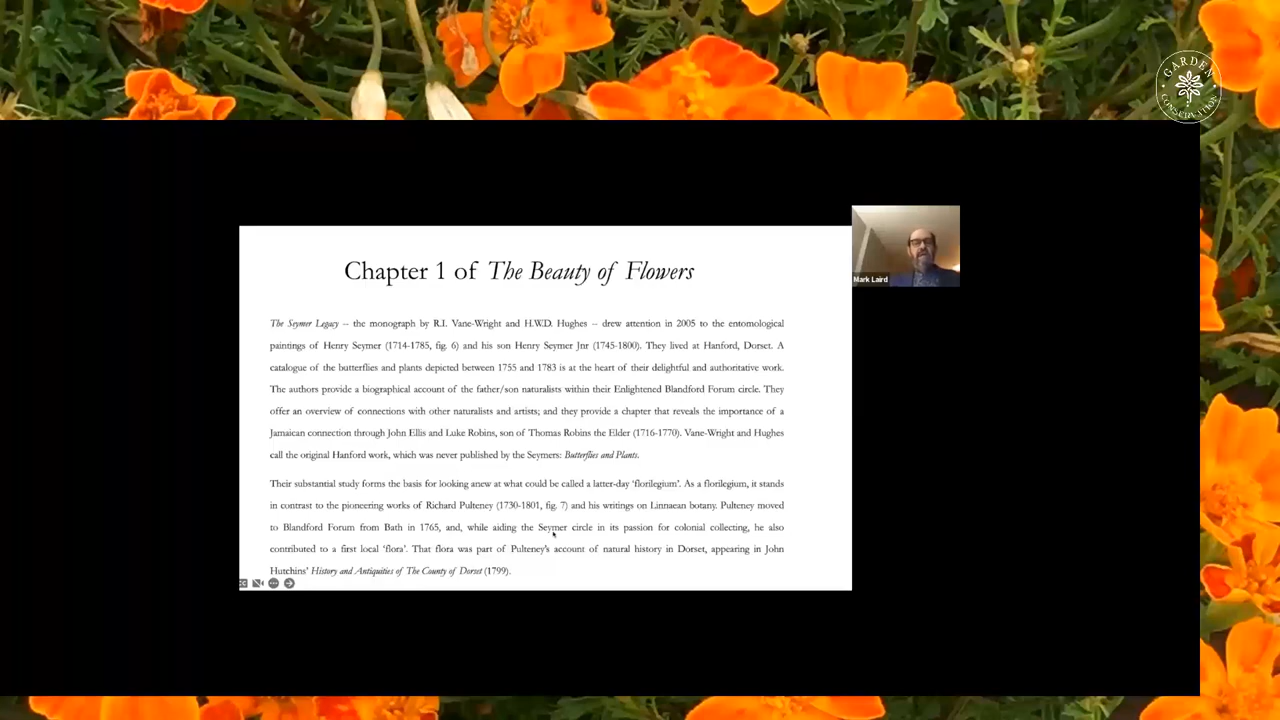 GARDEN
CONSERVATION
Chapter 1 of The Beauty of Flowers
Mark Laird
The Seymer Legacy -- the monograph by R.I. Vane-Wright and H.W.D. Hughes -- drew attention in 2005 to the entomological
paintings of Henry Seymer (1714-1785, fig. 6) and his son Henry Seymer Jnr (1745-1800). They lived at Hanford, Dorset. A
catalogue of the butterflies and plants depicted between 1755 and 1783 is at the heart of their delightful and authoritative work.
The authors provide a biographical account of the father/son naturalists within their Enlightened Blandford Forum circle. They
offer an overview of connections with other naturalists and artists; and they provide a chapter that reveals the importance of a
Jamaican connection through John Ellis and Luke Robins, son of Thomas Robins the Elder (1716-1770). Vane-Wright and Hughes
call the original Hanford work, which was never published by the Seymers: Butterflies and Plants.
Their substantial study forms the basis for looking anew at what could be called a latter-day ‘florilegium’. As a florilegium, it stands
in contrast to the pioneering works of Richard Pulteney (1730-1801, fig. 7) and his writings on Linnaean botany. Pulteney moved
to Blandford Forum from Bath in 1765, and, while aiding the Seymer circle in its passion for colonial collecting, he also
contributed to a first local ‘flora’. That flora was part of Pulteney’s account of natural history in Dorset, appearing in John
Hutchins’ History and Antiquities of The County of Dorset (1799).